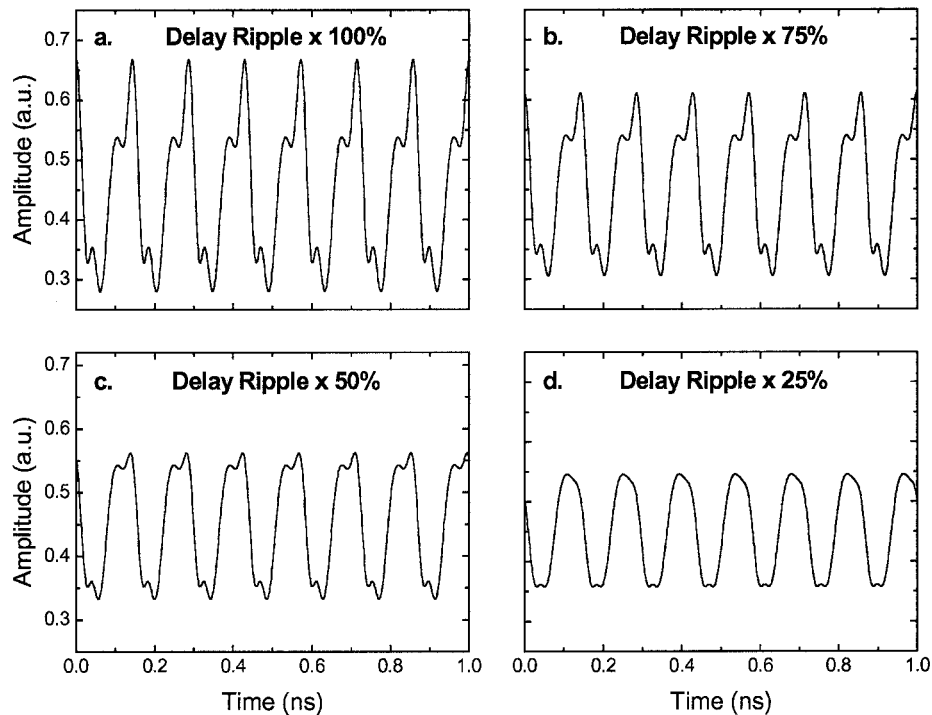 a. Delay Ripple x 100%
b. Delay Ripple x 75%
0.7
0.6
0.5
0.4
0.3
Amplitude (a.u.)
c. Delay Ripple x 50%
d. Delay Ripple x 25%
0.7
0.6
0.5
0.4
0.3
Amplitude (a.u.)
0.0 0.2 0.4 0.6 0.8 1.0
0.0 0.2 0.4 0.6 0.8 1.0
Time (ns)
Time (ns)